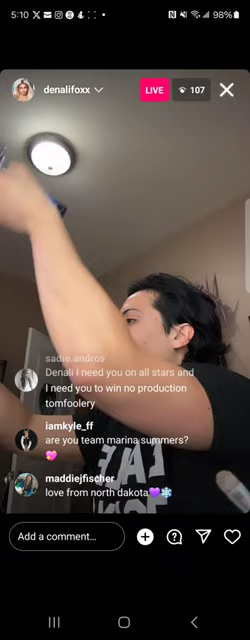 5:10
98%
denalifoxx
LIVE
107
sadie.andros
Denali I need you on all stars and
I need you to win no production
tomfoolery
iamkyle_ff
are you team marina summers?
💖
maddiejfischer
love from north dakota💜❄️
Add a comment...